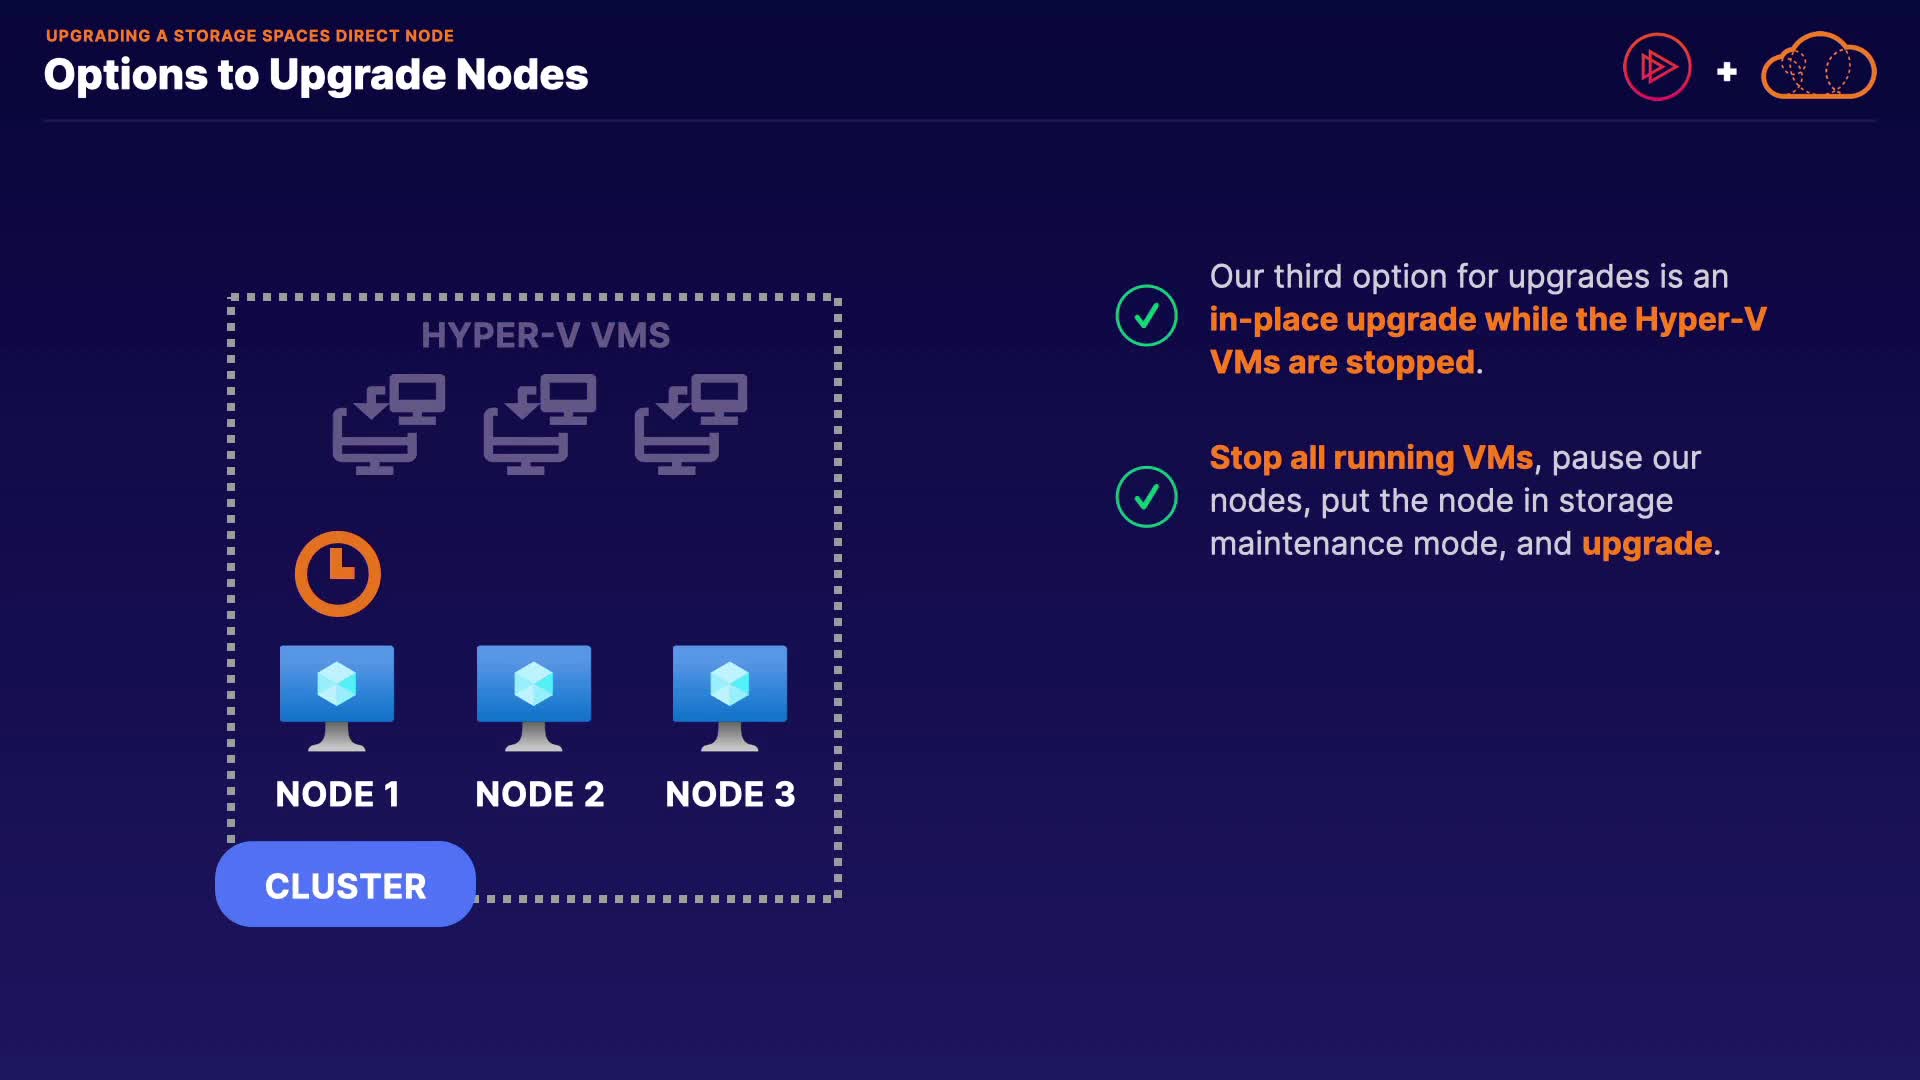 UPGRADING A STORAGE SPACES DIRECT NODE
Options to Upgrade Nodes
HYPER-V VMS
NODE 1
NODE 2
NODE 3
CLUSTER
Our third option for upgrades is an
in-place upgrade while the Hyper-V
VMs are stopped.
Stop all running VMs, pause our
nodes, put the node in storage
maintenance mode, and upgrade.